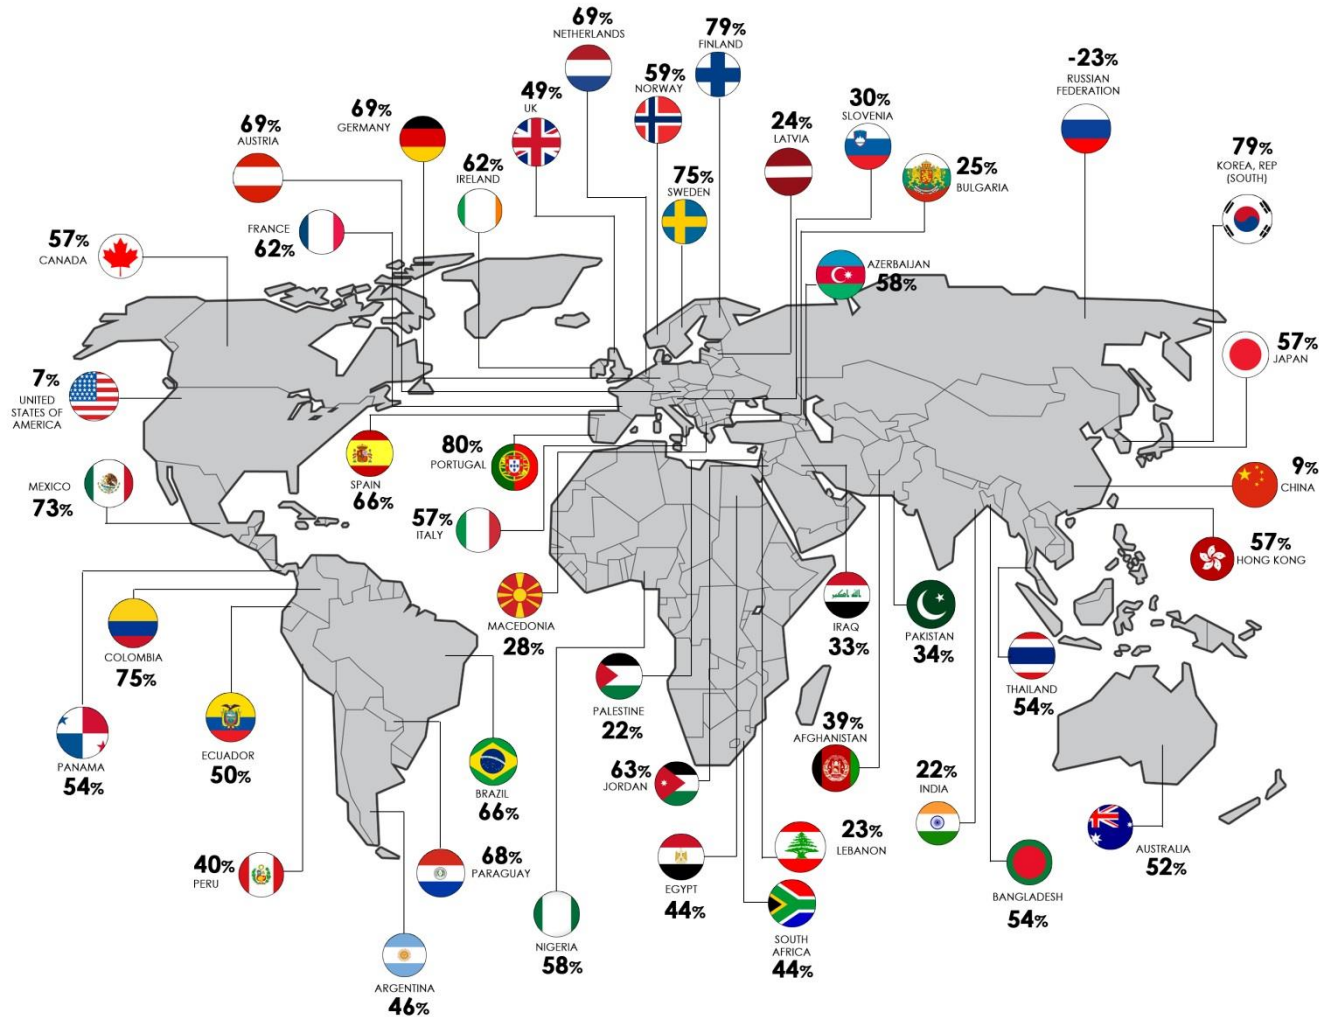 69%
NETHERLANDS
79%
FINLAND
-23%
RUSSIAN
FEDERATION
59%
NORWAY
49%
UK
69%
GERMANY
30%
SLOVENIA
24%
LATVIA
69%
AUSTRIA
79%
KOREA, REP
(SOUTH)
62%
IRELAND
75%
SWEDEN
25%
BULGARIA
FRANCE
62%
57%
CANADA
AZERBAIJAN
58%
57%
JAPAN
7%
UNITED
STATES OF
AMERICA
80%
PORTUGAL
SPAIN
66%
MEXICO
73%
9%
CHINA
57%
ITALY
57%
HONG KONG
MACEDONIA
28%
IRAQ
33%
PAKISTAN
34%
COLOMBIA
75%
THAILAND
54%
PALESTINE
22%
39%
AFGHANISTAN
ECUADOR
50%
PANAMA
54%
63%
JORDAN
22%
INDIA
BRAZIL
66%
23%
LEBANON
AUSTRALIA
52%
40%
PERU
68%
PARAGUAY
EGYPT
44%
BANGLADESH
54%
NIGERIA
58%
SOUTH
AFRICA
44%
ARGENTINA
46%